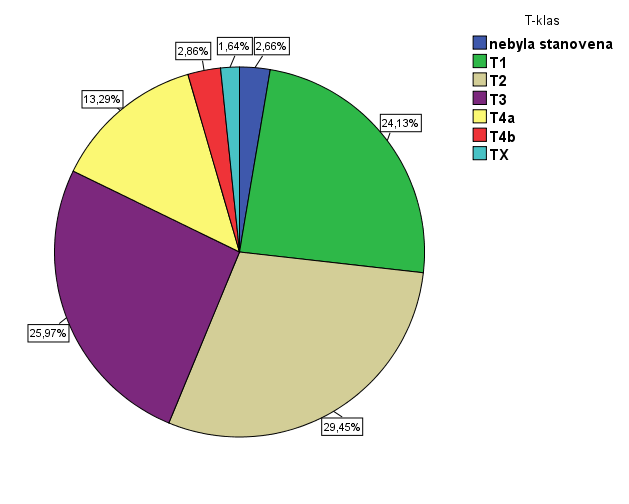 T-klas
nebyla stanovena
T1
T2
T3
T4a
T4b
TX
2,86%
1,64%
2,66%
13,29%
24,13%
25,97%
29,45%